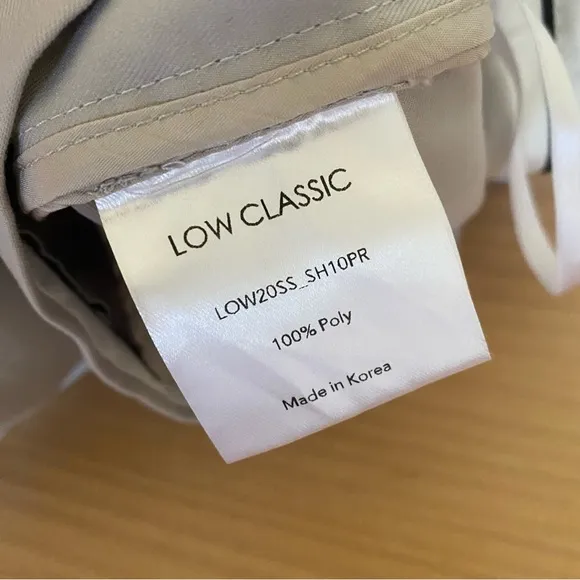 LOW CLASSIC
LOW20SS_SH10PR
100% Poly
Made in Korea